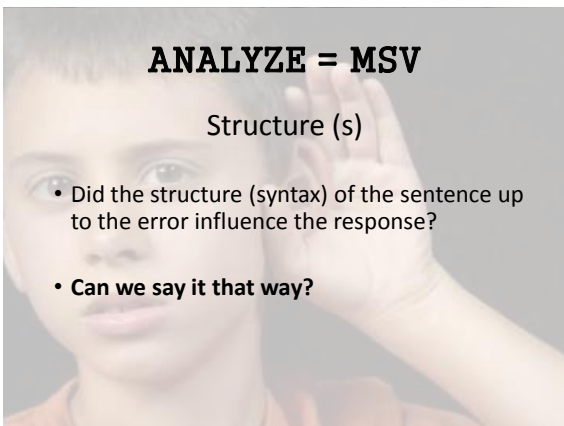 ANALYZE = MSV
Structure (s)
• Did the structure (syntax) of the sentence up
to the error influence the response?
• Can we say it that way?